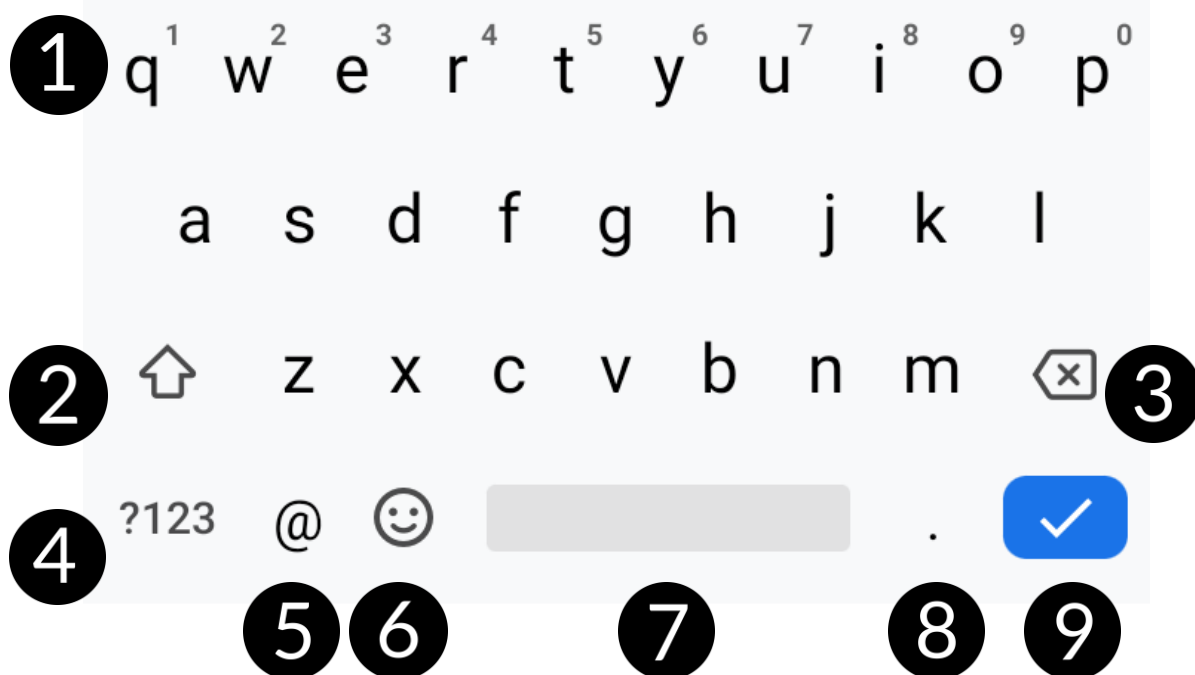 1 2 3 4 5 6 7 8 9 0
1 q w e r t y u i o p
a s d f g h j k l
2 z x c v b n m 3
4 ?123 @ .
5 6 7 8 9